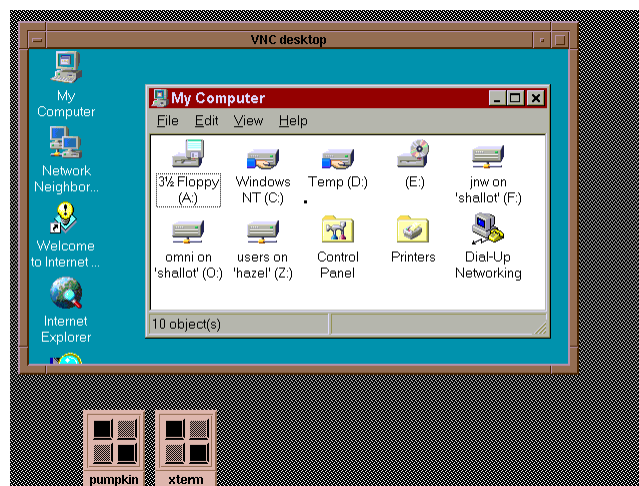 VNC desktop
My
Computer
Network
Neighbor...
Welcome
to Internet ...
Internet
Explorer
My Computer
File Edit View Help
3½ Floppy
(A:)
Windows
NT (C:)
Temp (D:)
(E:)
jnw on
'shallot' (F:)
omni on
'shallot' (O:)
users on
'hazel' (Z:)
Control
Panel
Printers
Dial-Up
Networking
10 object(s)
pumpkin
xterm